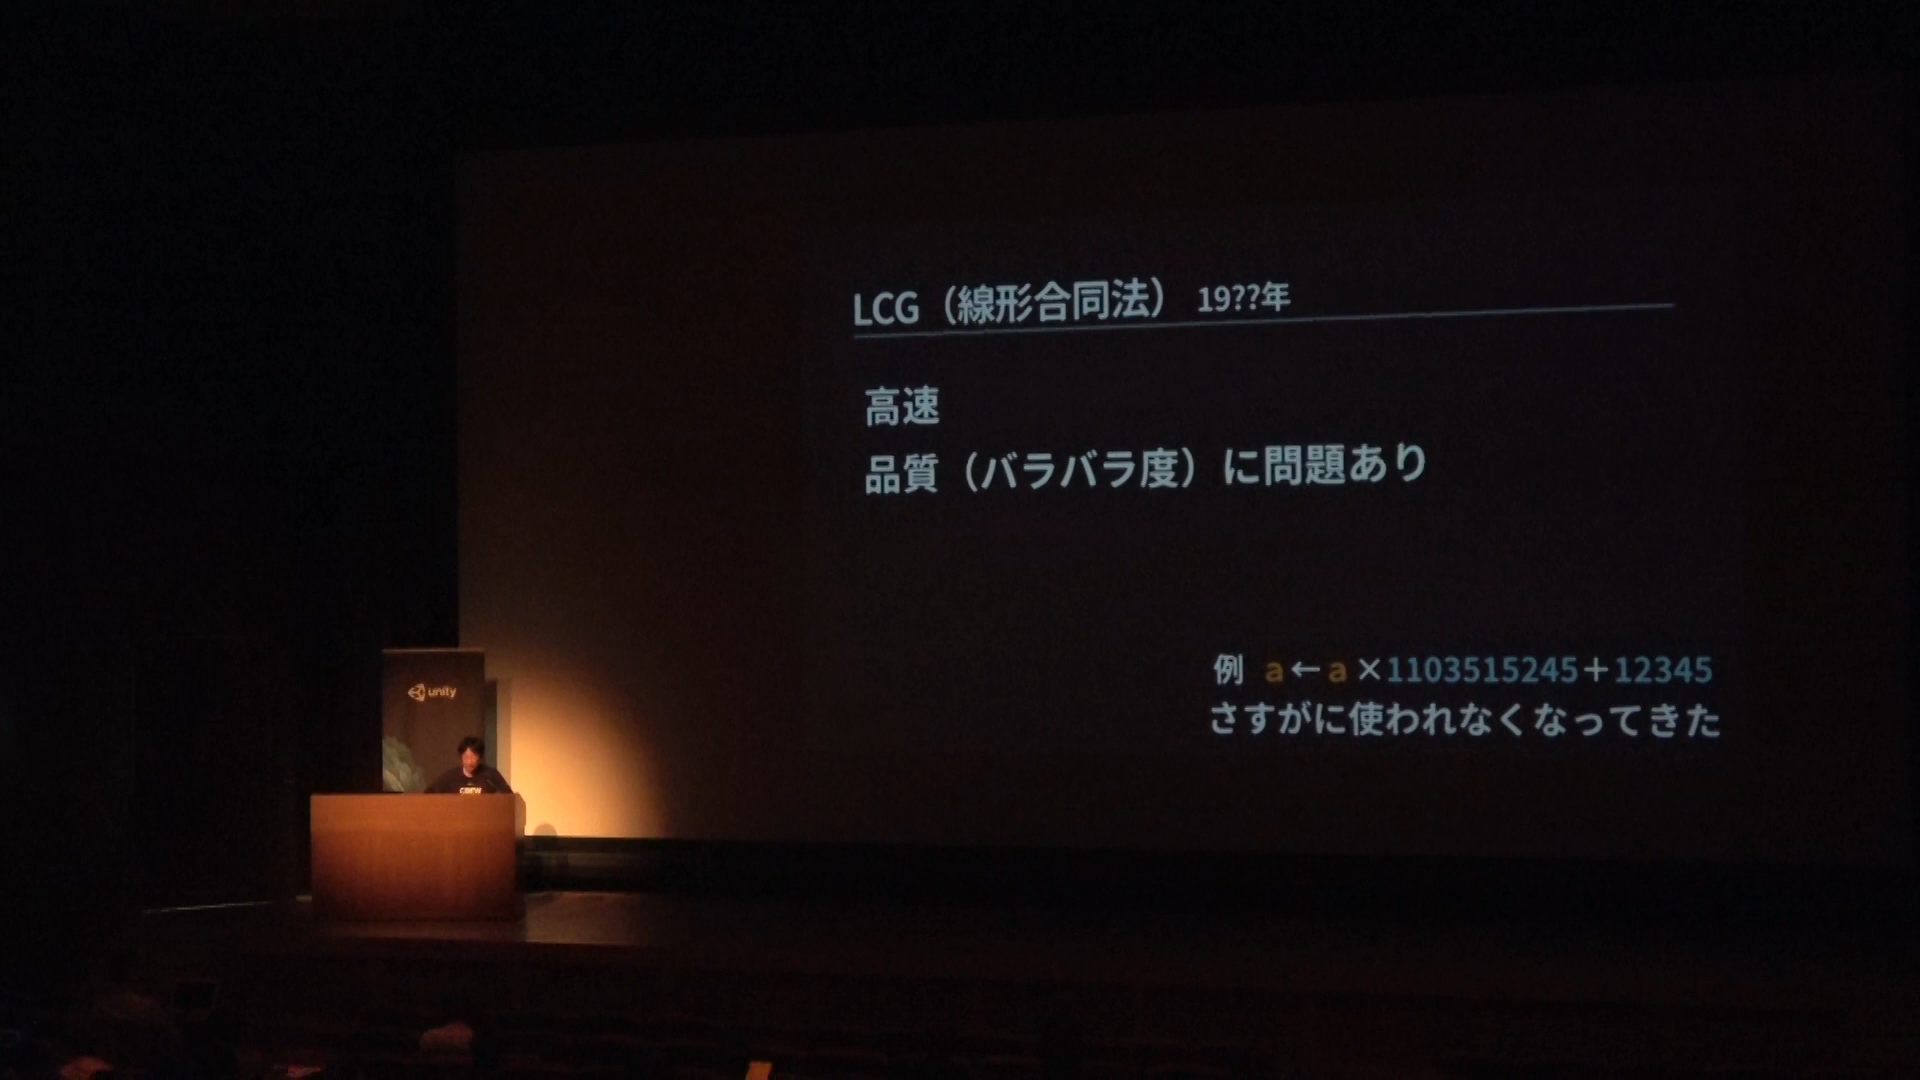 LCG（線形合同法） 19??年
高速
品質（バラバラ度）に問題あり
例 a←a×1103515245＋12345
さすがに使われなくなってきた
unity
CREW